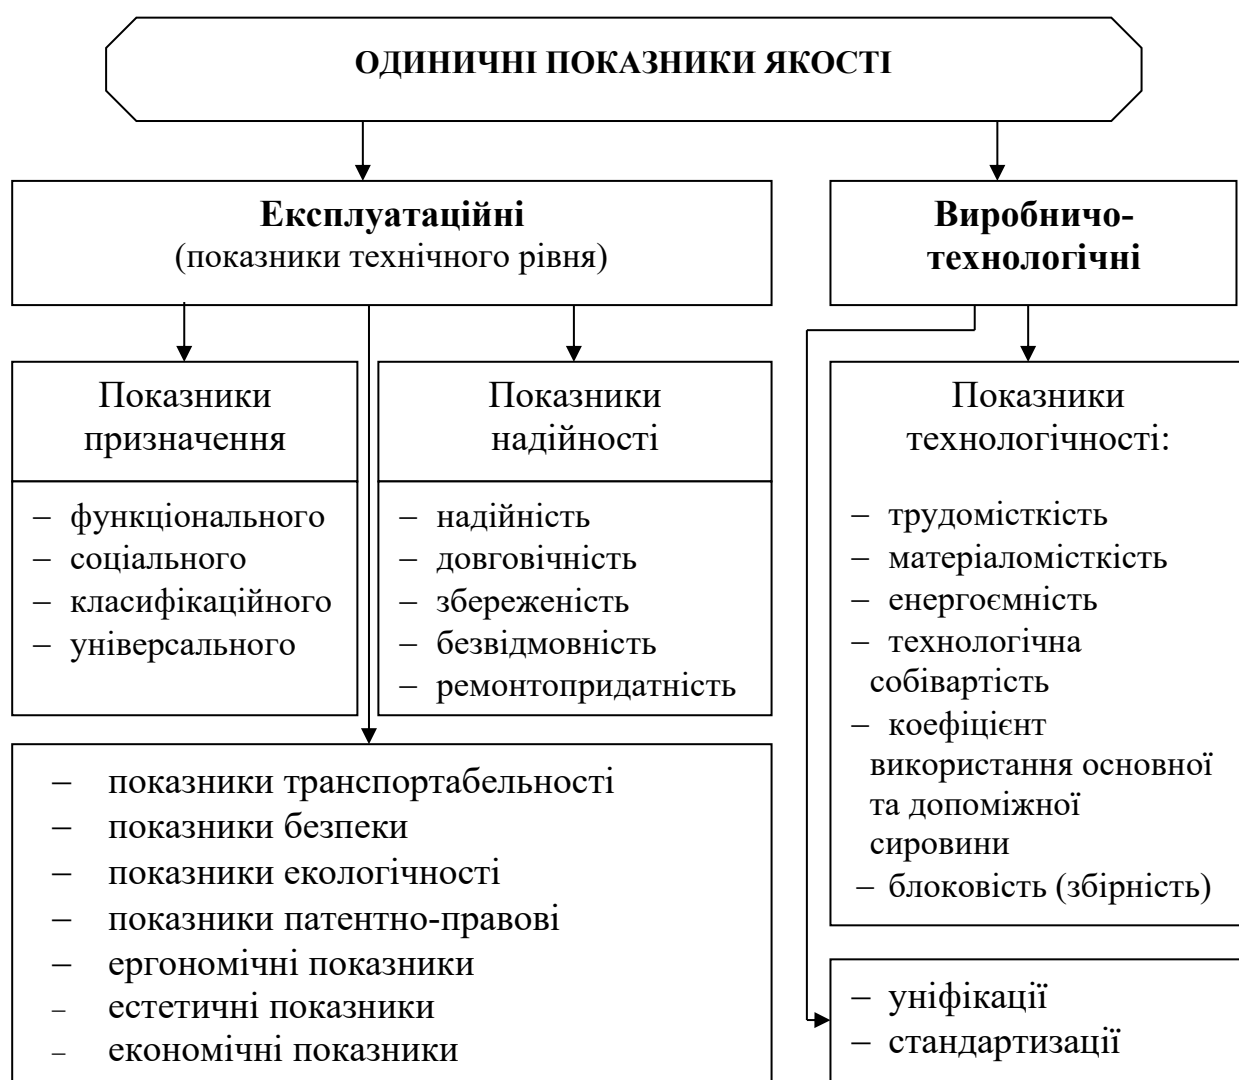 ОДИНИЧНІ ПОКАЗНИКИ ЯКОСТІ
Експлуатаційні
(показники технічного рівня)
Виробничо-
технологічні
Показники
призначення
– функціонального
– соціального
– класифікаційного
– універсального
Показники
надійності
– надійність
– довговічність
– збереженість
– безвідмовність
– ремонтопридатність
Показники
технологічності:
– трудомісткість
– матеріаломісткість
– енергоємність
– технологічна
собівартість
– коефіцієнт
використання основної
та допоміжної
сировини
– блоковість (збірність)
– показники транспортабельності
– показники безпеки
– показники екологічності
– показники патентно-правові
– ергономічні показники
– естетичні показники
– економічні показники
– уніфікації
– стандартизації